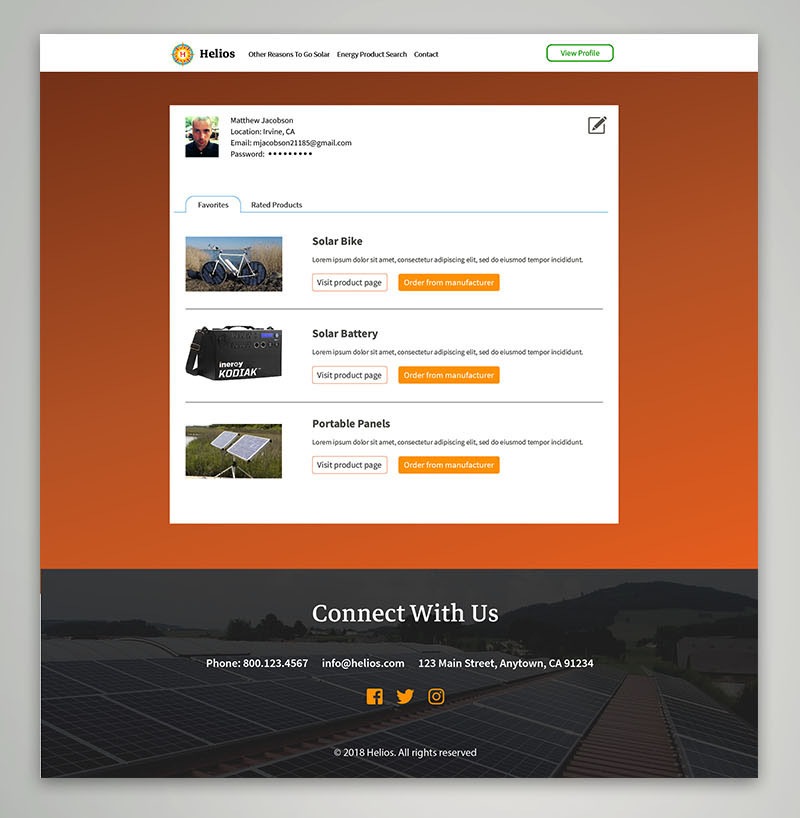 Helios
Other Reasons To Go Solar
Energy Product Search
Contact
View Profile
Matthew Jacobson
Location: Irvine, CA
Email: mjacobson21185@gmail.com
Password: •••••••••
Favorites
Rated Products
Solar Bike
Lorem ipsum dolor sit amet, consectetur adipiscing elit, sed do eiusmod tempor incididunt.
Visit product page
Order from manufacturer
inergy
KODIAK™
Solar Battery
Lorem ipsum dolor sit amet, consectetur adipiscing elit, sed do eiusmod tempor incididunt.
Visit product page
Order from manufacturer
Portable Panels
Lorem ipsum dolor sit amet, consectetur adipiscing elit, sed do eiusmod tempor incididunt.
Visit product page
Order from manufacturer
Connect With Us
Phone: 800.123.4567
info@helios.com
123 Main Street, Anytown, CA 91234
© 2018 Helios. All rights reserved